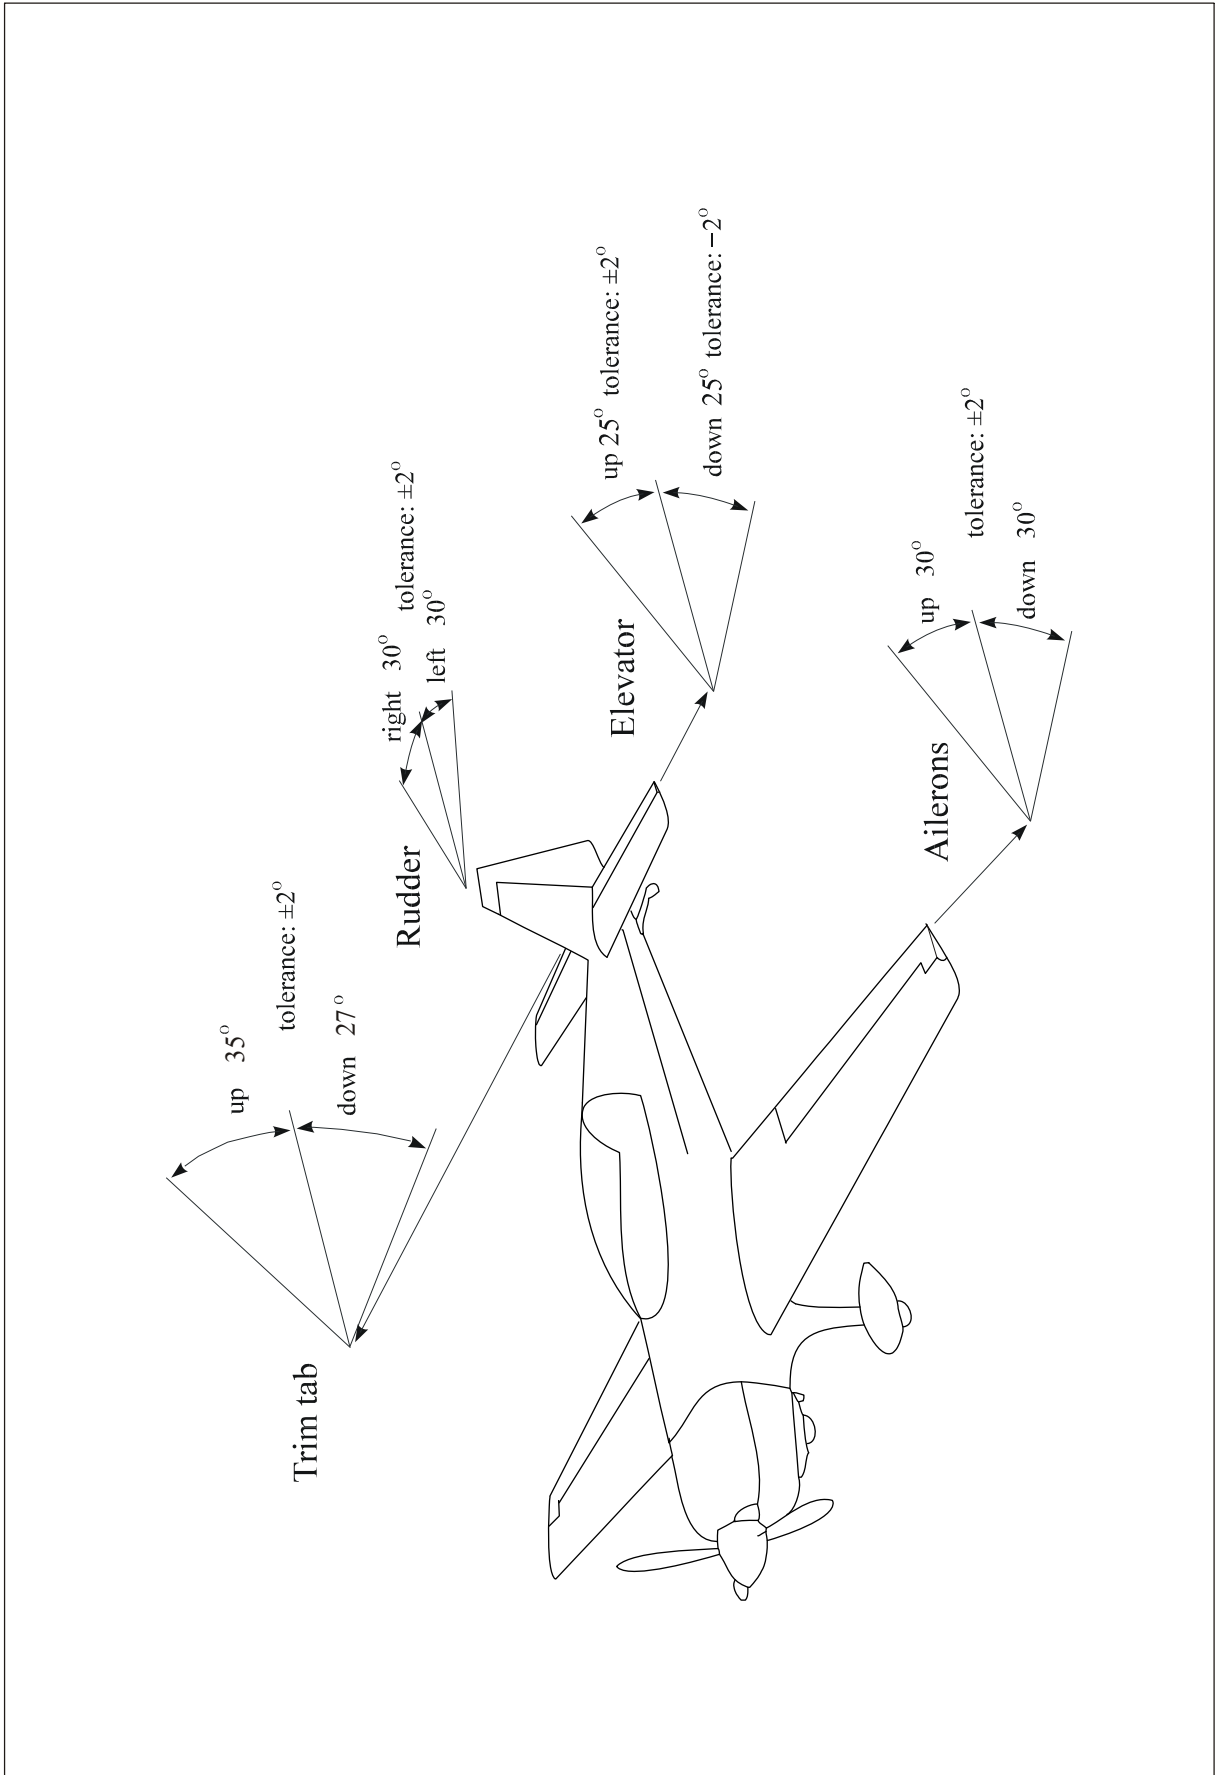 Trim tab
up 35°
tolerance: ±2°
down 27°
Rudder
right 30°
tolerance: ±2°
left 30°
Elevator
up 25° tolerance: ±2°
down 25° tolerance: −2°
Ailerons
up 30°
tolerance: ±2°
down 30°